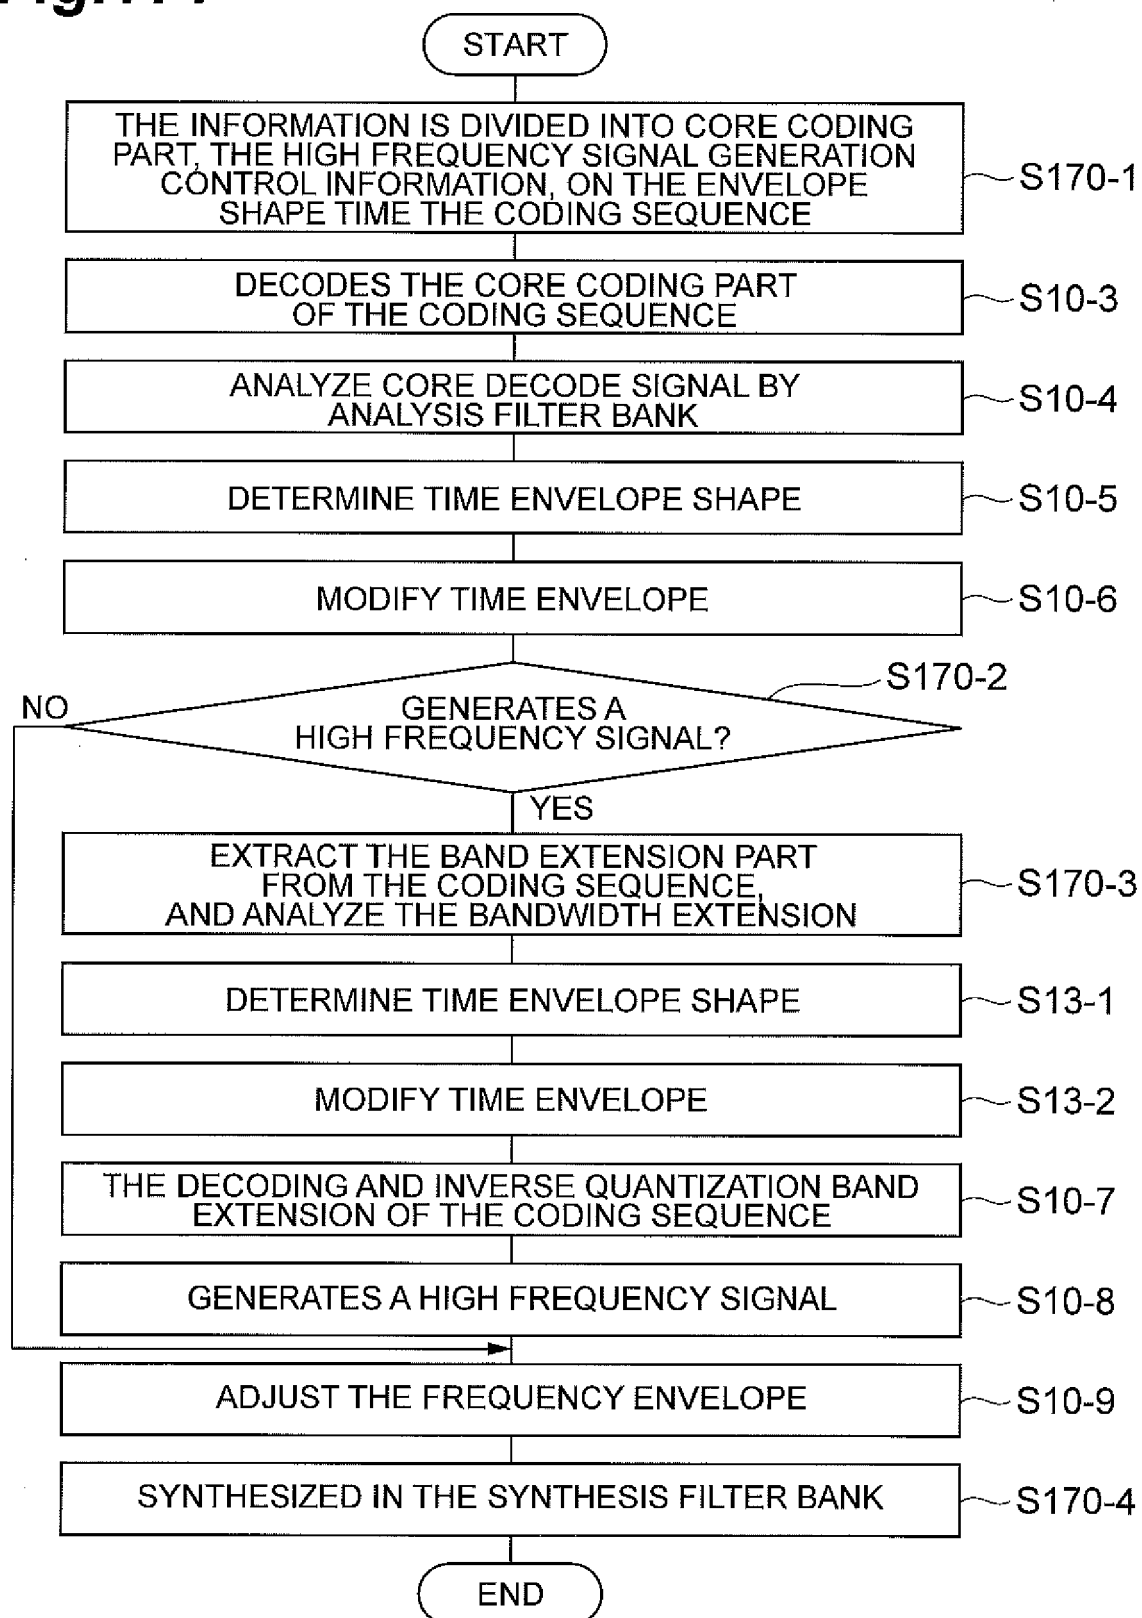 START
THE INFORMATION IS DIVIDED INTO CORE CODING
PART, THE HIGH FREQUENCY SIGNAL GENERATION
CONTROL INFORMATION, ON THE ENVELOPE
SHAPE TIME THE CODING SEQUENCE
S170-1
DECODES THE CORE CODING PART
OF THE CODING SEQUENCE
S10-3
ANALYZE CORE DECODE SIGNAL BY
ANALYSIS FILTER BANK
S10-4
DETERMINE TIME ENVELOPE SHAPE
S10-5
MODIFY TIME ENVELOPE
S10-6
S170-2
NO
GENERATES A
HIGH FREQUENCY SIGNAL?
YES
EXTRACT THE BAND EXTENSION PART
FROM THE CODING SEQUENCE,
AND ANALYZE THE BANDWIDTH EXTENSION
S170-3
DETERMINE TIME ENVELOPE SHAPE
S13-1
MODIFY TIME ENVELOPE
S13-2
THE DECODING AND INVERSE QUANTIZATION BAND
EXTENSION OF THE CODING SEQUENCE
S10-7
GENERATES A HIGH FREQUENCY SIGNAL
S10-8
ADJUST THE FREQUENCY ENVELOPE
S10-9
SYNTHESIZED IN THE SYNTHESIS FILTER BANK
S170-4
END